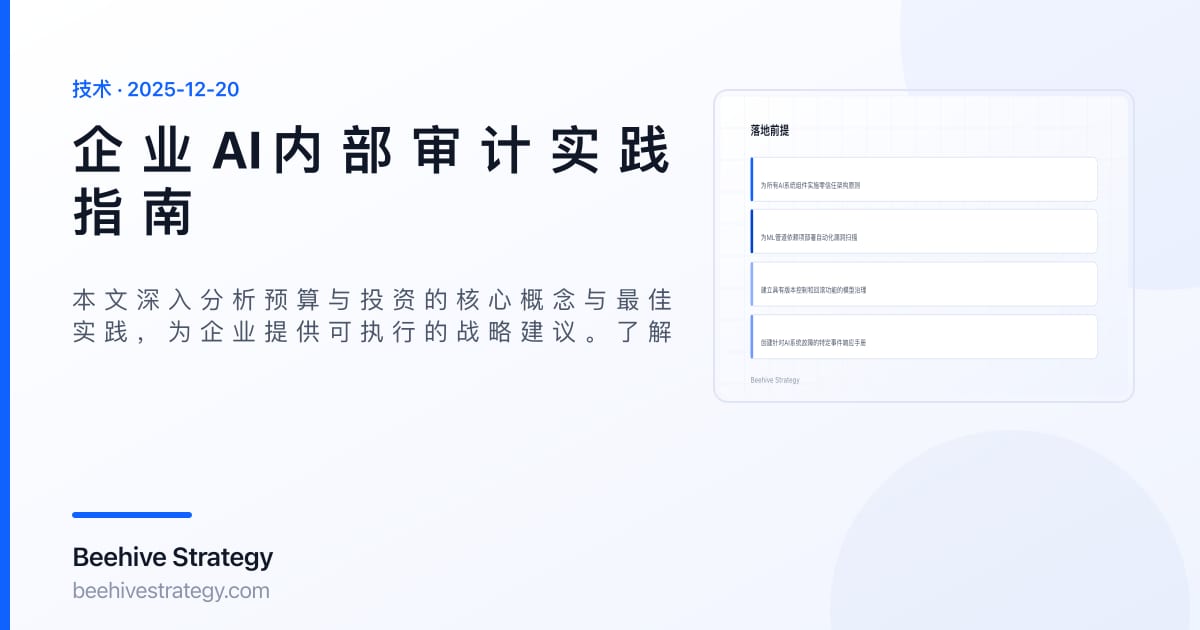 技术 · 2025-12-20
企业AI内部审计实践
指南
本文深入分析预算与投资的核心概念与最佳
实践，为企业提供可执行的战略建议。了解
落地前提
为所有AI系统组件实施零信任架构原则
为ML管道依赖项部署自动化漏洞扫描
建立具有版本控制和回滚功能的模型治理
创建针对AI系统故障的特定事件响应手册
Beehive Strategy
Beehive Strategy
beehivestrategy.com